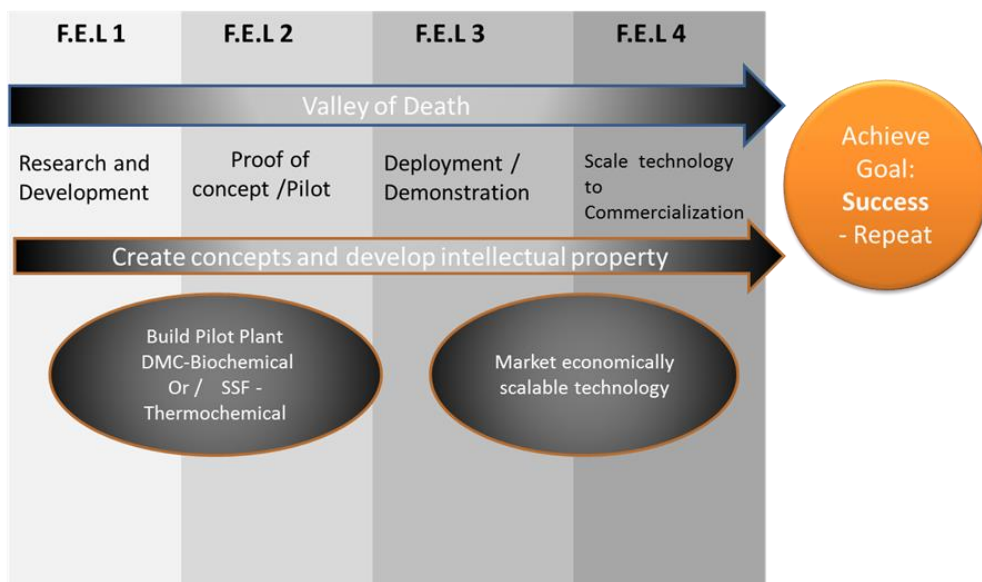 F.E.L 1
F.E.L 2
F.E.L 3
F.E.L 4
Valley of Death
Research and
Development
Proof of
concept /Pilot
Deployment /
Demonstration
Scale technology
to
Commercialization
Achieve
Goal:
Success
- Repeat
Create concepts and develop intellectual property
Build Pilot Plant
DMC-Biochemical
Or / SSF -
Thermochemical
Market economically
scalable technology